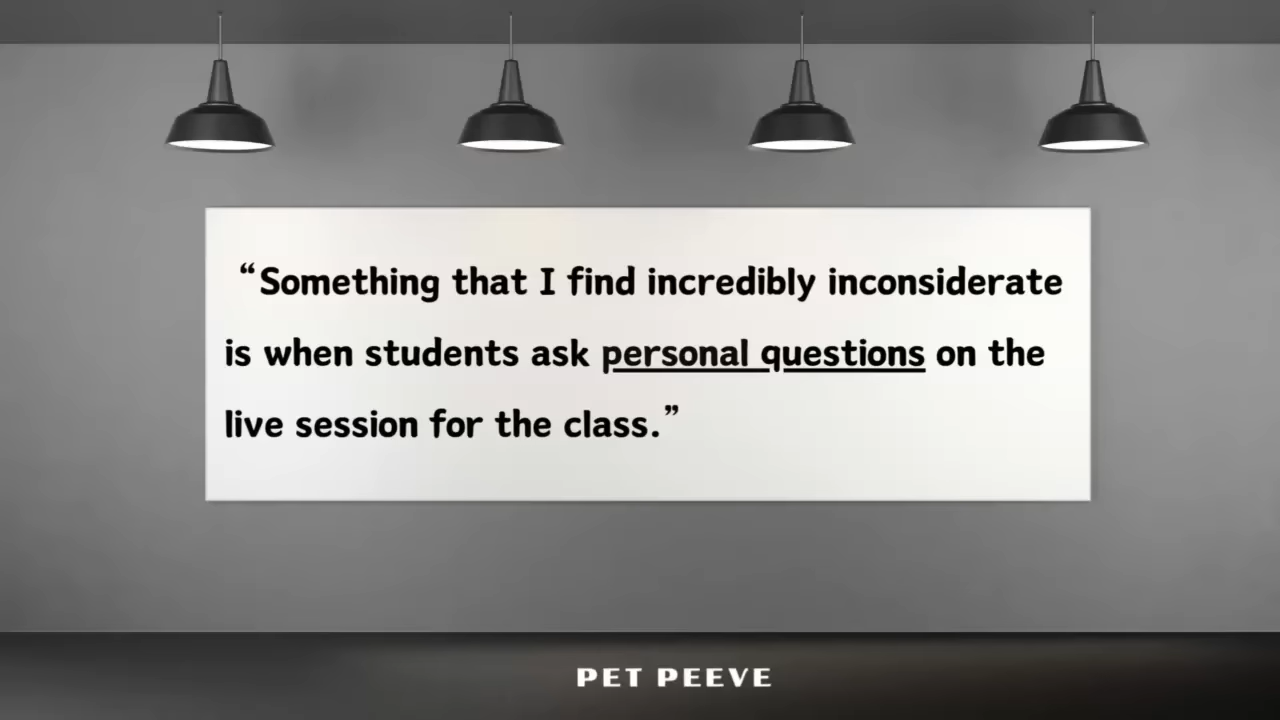 “Something that I find incredibly inconsiderate
is when students ask personal questions on the
live session for the class.”
PET PEEVE